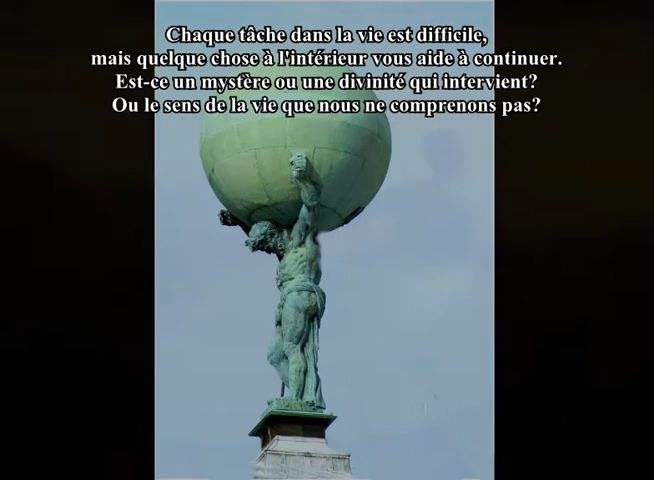 Chaque tâche dans la vie est difficile,
mais quelque chose à l'intérieur vous aide à continuer.
Est-ce un mystère ou une divinité qui intervient?
Ou le sens de la vie que nous ne comprenons pas?